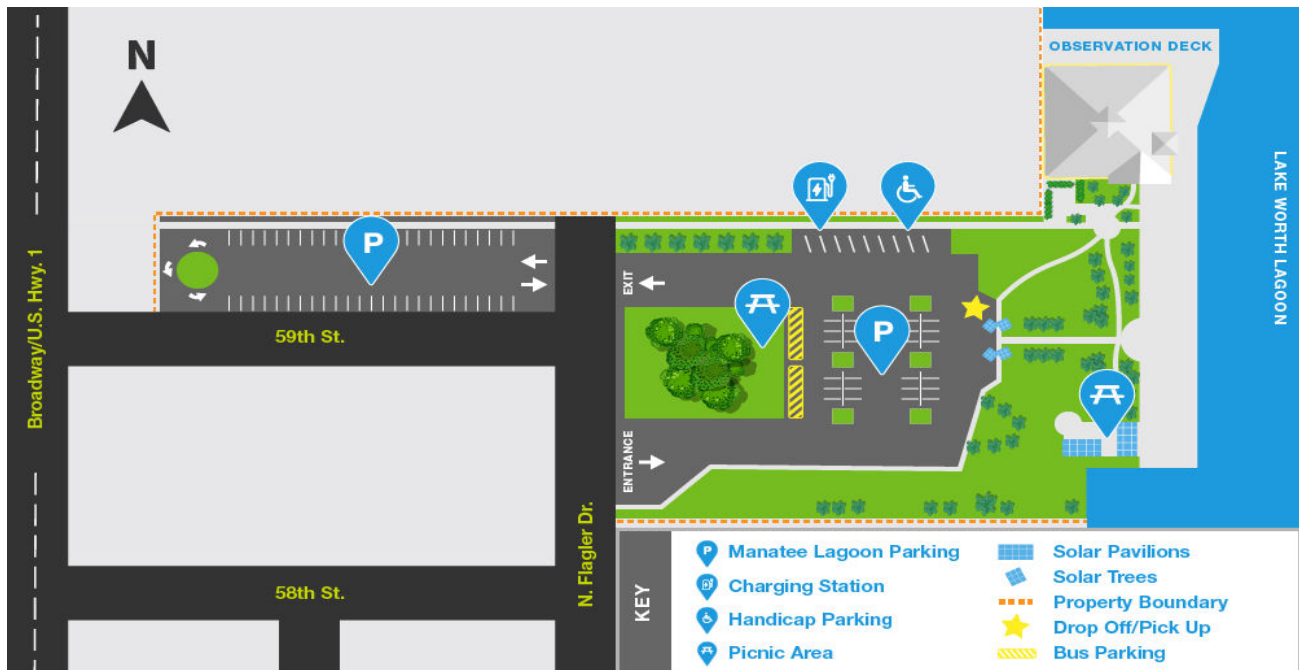 N
OBSERVATION DECK
LAKE WORTH LAGOON
Broadway/U.S. Hwy. 1
P
EXIT
P
59th St.
ENTRANCE
N. Flagler Dr.
58th St.
KEY
P Manatee Lagoon Parking
Charging Station
Handicap Parking
Picnic Area
Solar Pavilions
Solar Trees
Property Boundary
Drop Off/Pick Up
Bus Parking